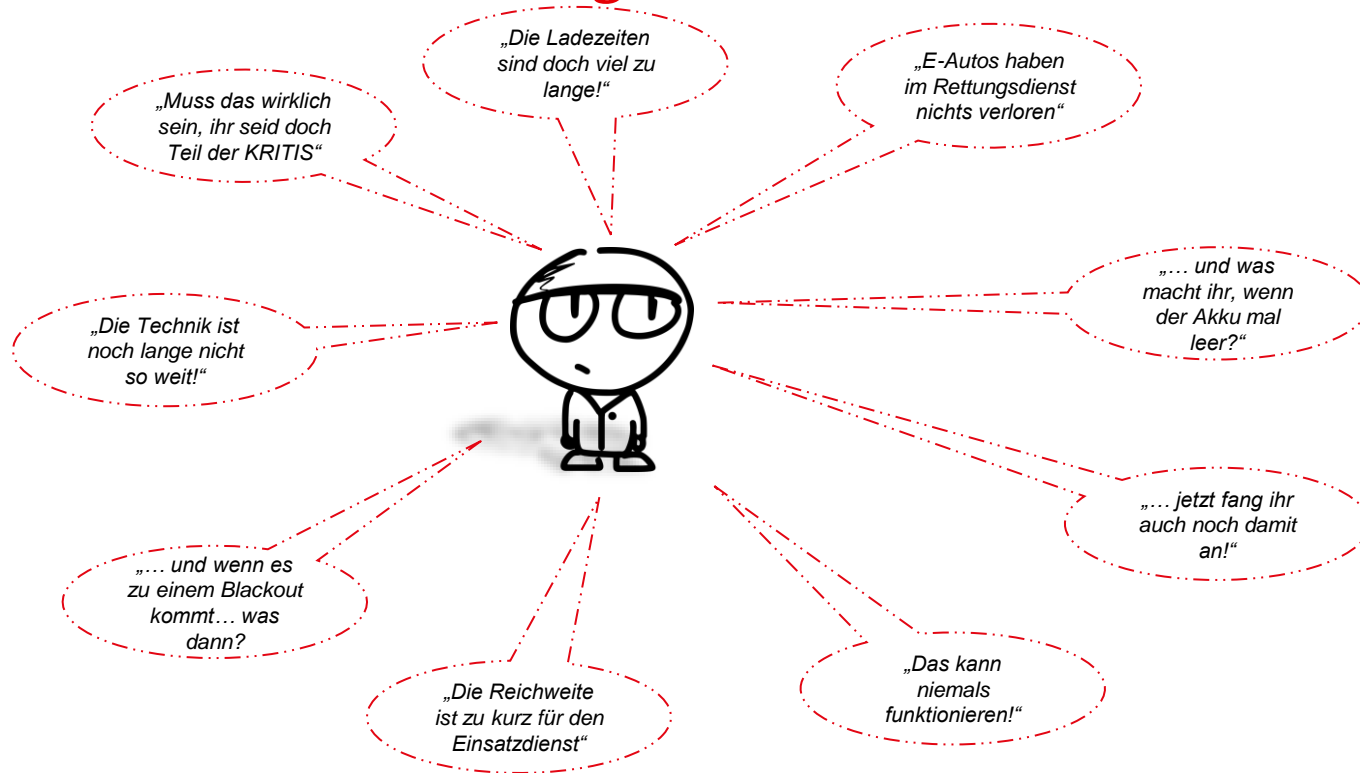 „Die Ladezeiten
sind doch viel zu
lange!“
„E-Autos haben
im Rettungsdienst
nichts verloren“
„Muss das wirklich
sein, ihr seid doch
Teil der KRITIS“
„… und was
macht ihr, wenn
der Akku mal
leer?“
„Die Technik ist
noch lange nicht
so weit!“
„… jetzt fang ihr
auch noch damit
an!“
„… und wenn es
zu einem Blackout
kommt… was
dann?
„Das kann
niemals
funktionieren!“
„Die Reichweite
ist zu kurz für den
Einsatzdienst“